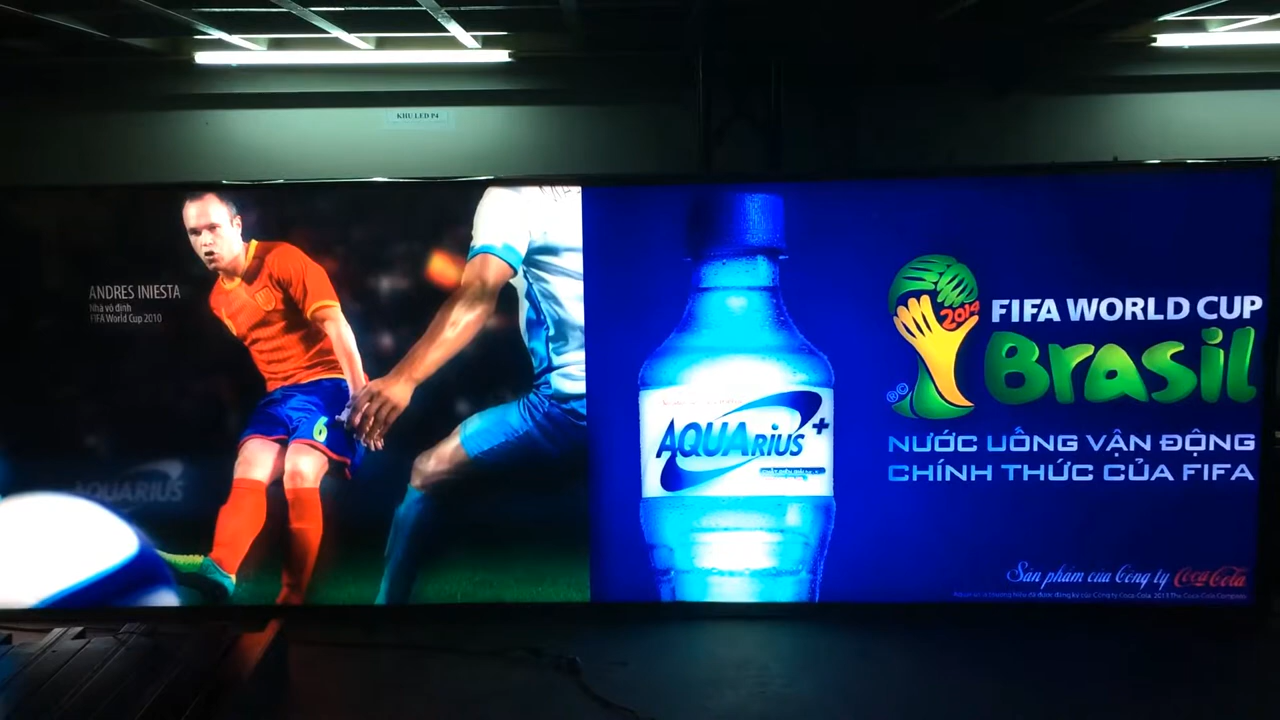 KHU LED P4
ANDRES INIESTA
Nhà vô địch
FIFA World Cup 2010
6
AQUARIUS
AQUARIUS+
2014
FIFA WORLD CUP
Brasil
®©
NƯỚC UỐNG VẬN ĐỘNG
CHÍNH THỨC CỦA FIFA
Sản phẩm của Công ty Coca-Cola